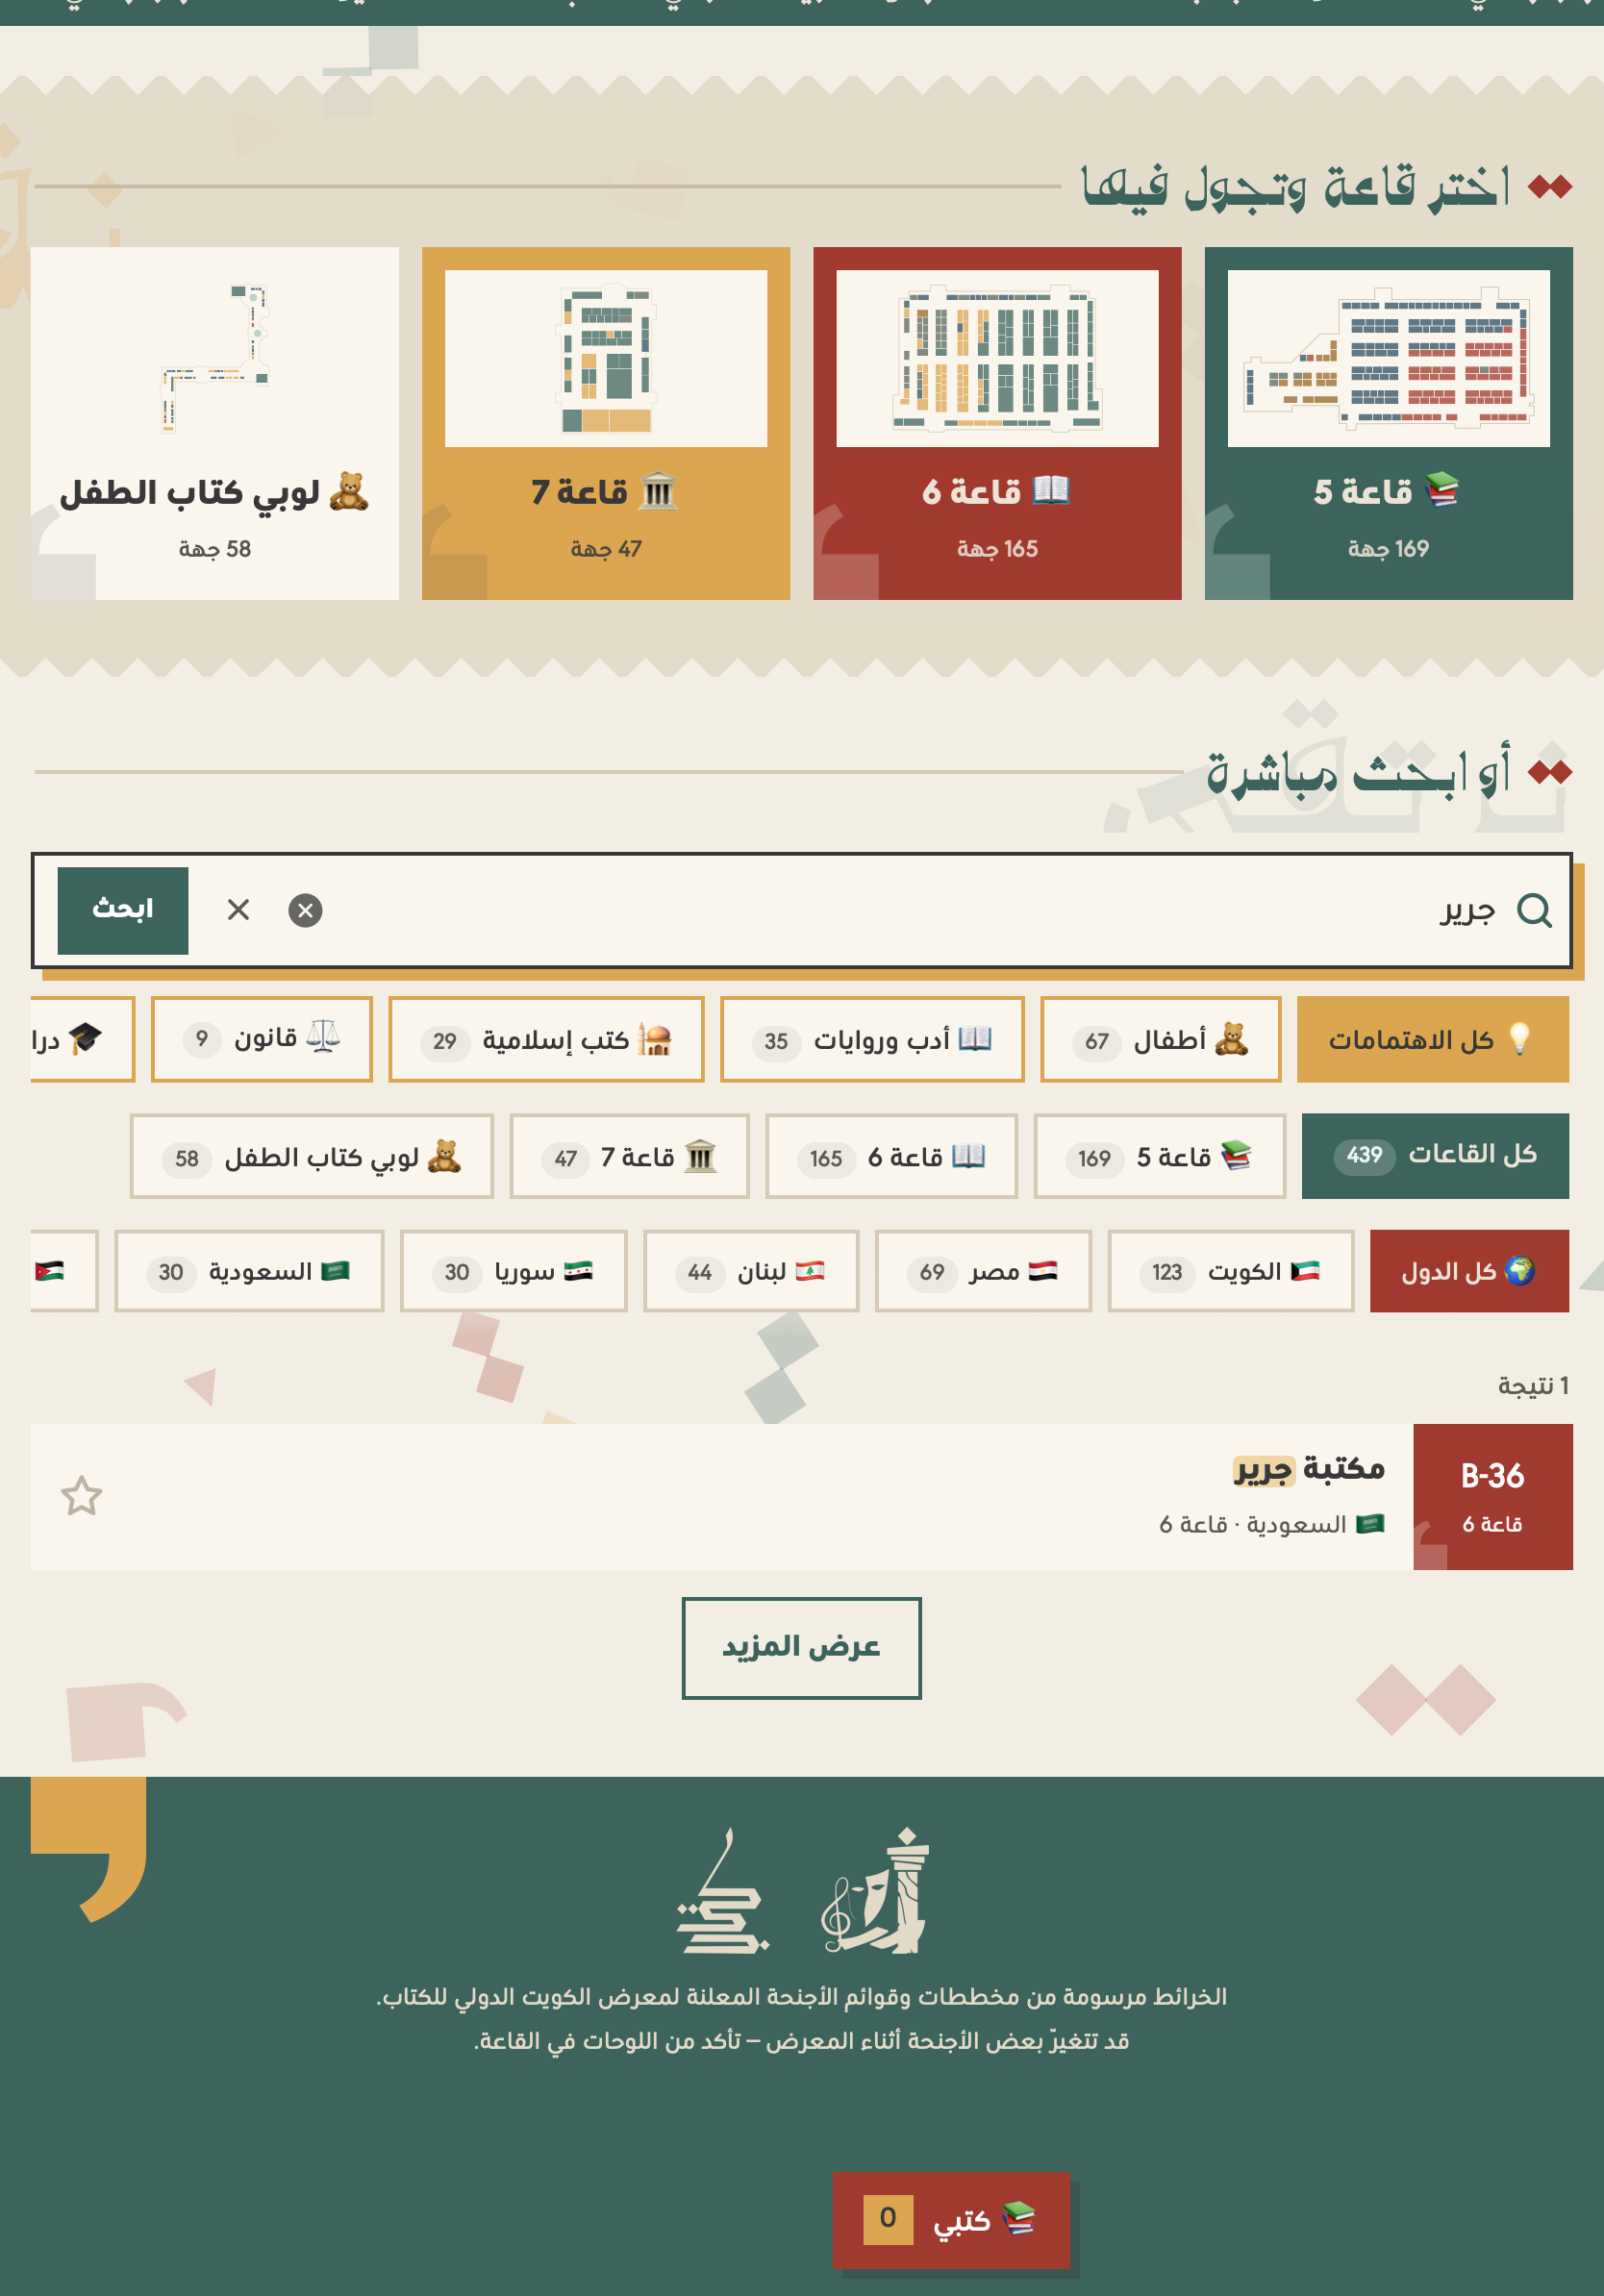 اختر قاعة وتجول فيها
قاعة 5
169 جهة
قاعة 6
165 جهة
قاعة 7
47 جهة
لوبي كتاب الطفل
58 جهة
أو ابحث مباشرة
جرير
ابحث
كل الاهتمامات
أطفال 67
أدب وروايات 35
كتب إسلامية 29
قانون 9
درا
كل القاعات 439
قاعة 5 169
قاعة 6 165
قاعة 7 47
لوبي كتاب الطفل 58
كل الدول
الكويت 123
مصر 69
لبنان 44
سوريا 30
السعودية 30
1 نتيجة
B-36
قاعة 6
مكتبة جرير
السعودية · قاعة 6
عرض المزيد
الخرائط مرسومة من مخططات وقوائم الأجنحة المعلنة لمعرض الكويت الدولي للكتاب.
قد تتغيرّ بعض الأجنحة أثناء المعرض – تأكد من اللوحات في القاعة.
كتبي 0